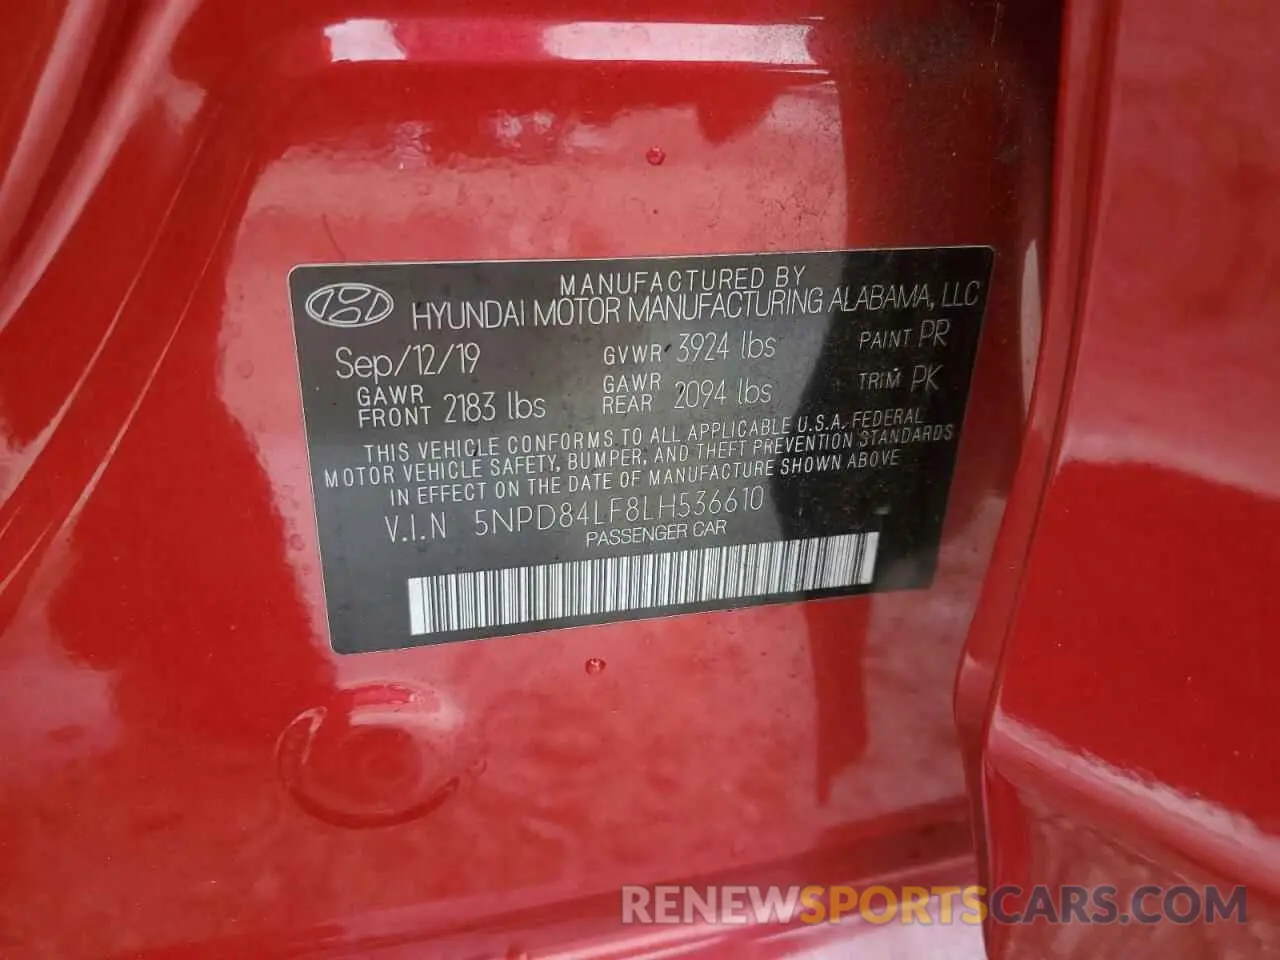 MANUFACTURED BY
HYUNDAI MOTOR MANUFACTURING ALABAMA, LLC
Sep/12/19 GVWR 3924 lbs PAINT PR
GAWR FRONT 2183 lbs GAWR REAR 2094 lbs TRIM PK
THIS VEHICLE CONFORMS TO ALL APPLICABLE U.S.A. FEDERAL
MOTOR VEHICLE SAFETY, BUMPER, AND THEFT PREVENTION STANDARDS
IN EFFECT ON THE DATE OF MANUFACTURE SHOWN ABOVE
V.I.N 5NPD84LF8LH536610
PASSENGER CAR
RENEWSPORTSCARS.COM